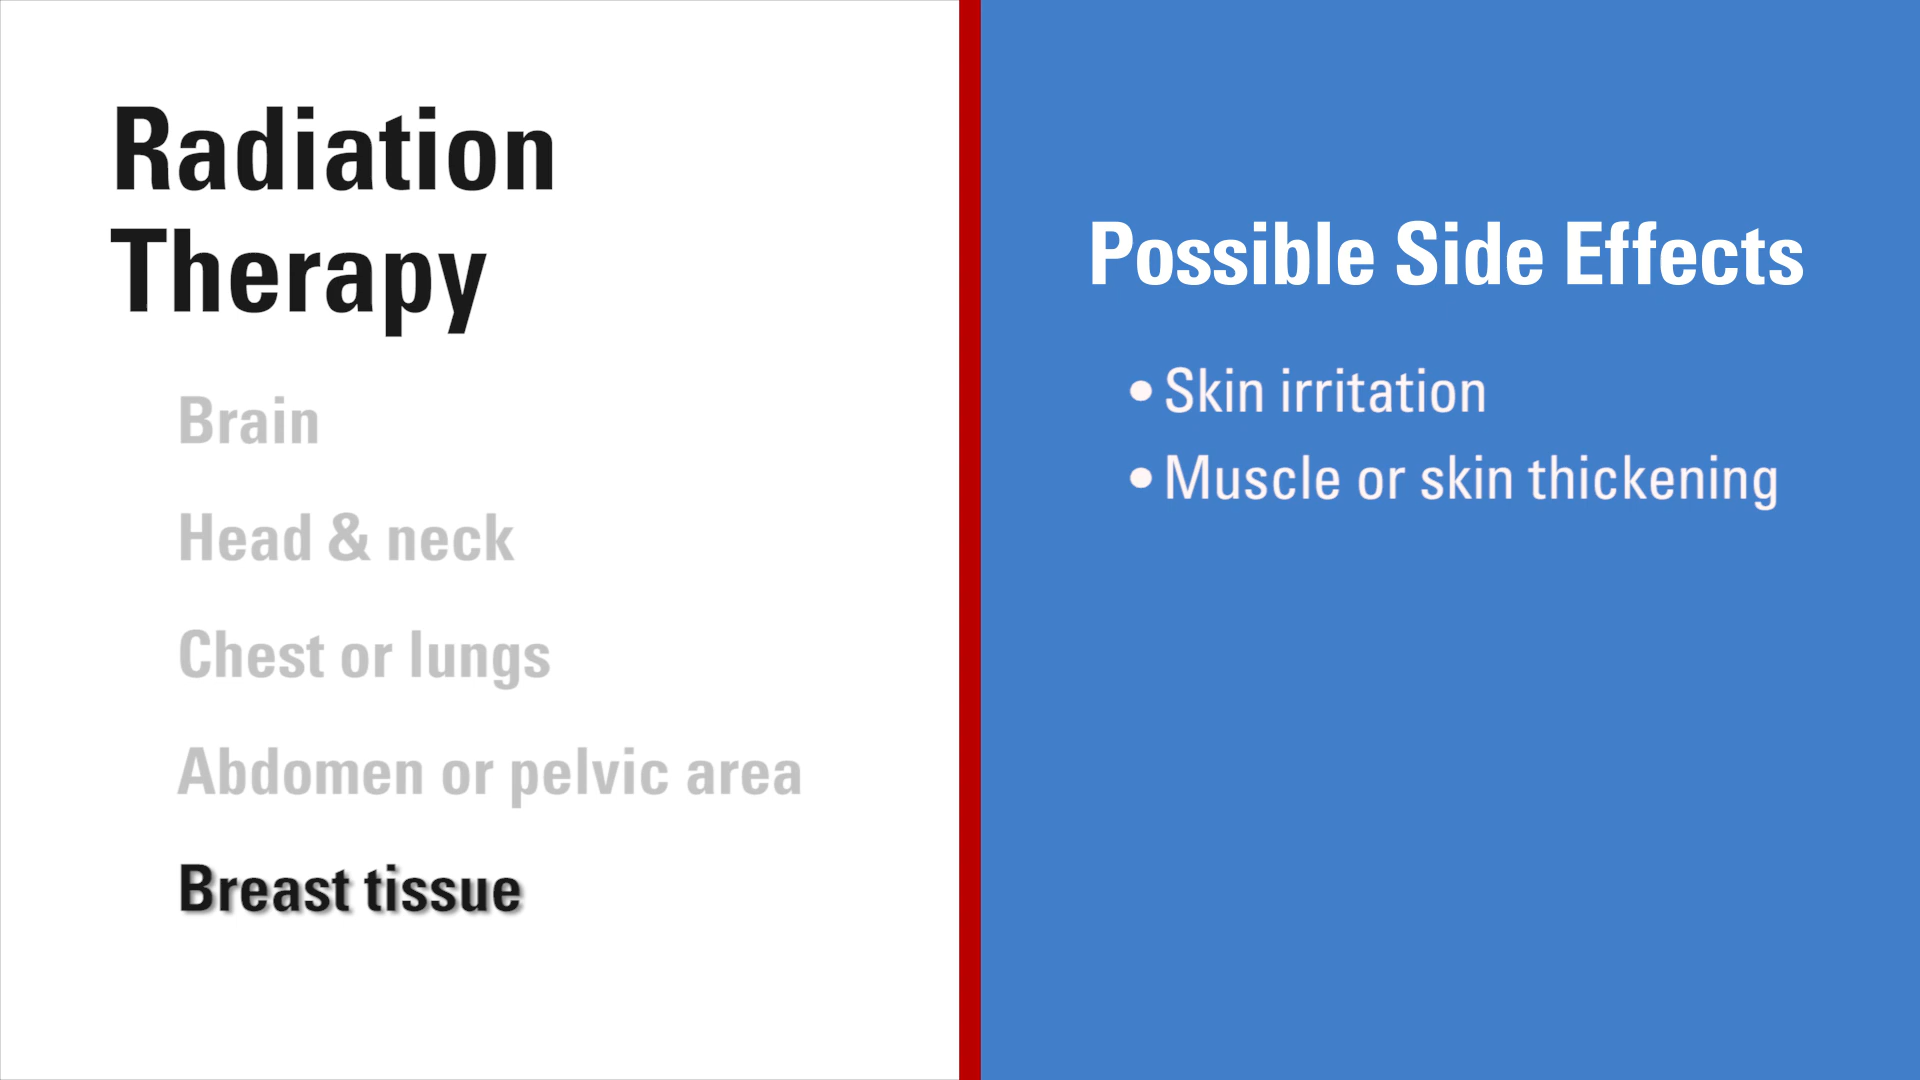 Radiation
Therapy
Brain
Head & neck
Chest or lungs
Abdomen or pelvic area
Breast tissue
Possible Side Effects
• Skin irritation
• Muscle or skin thickening